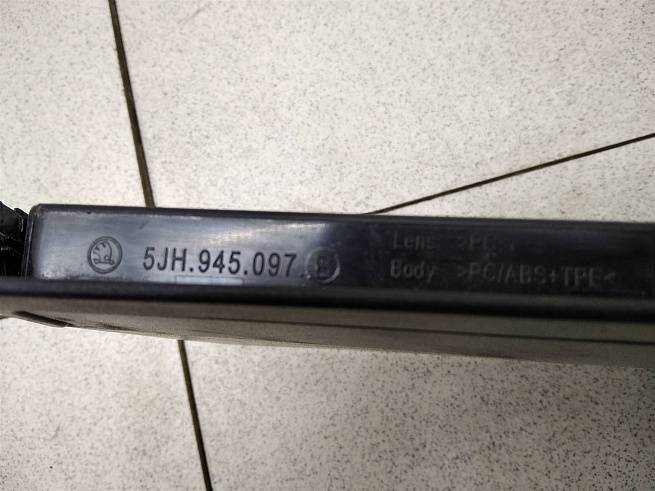 5JH.945.097 B
Lens >PC<
Body >PC/ABS+TPE<